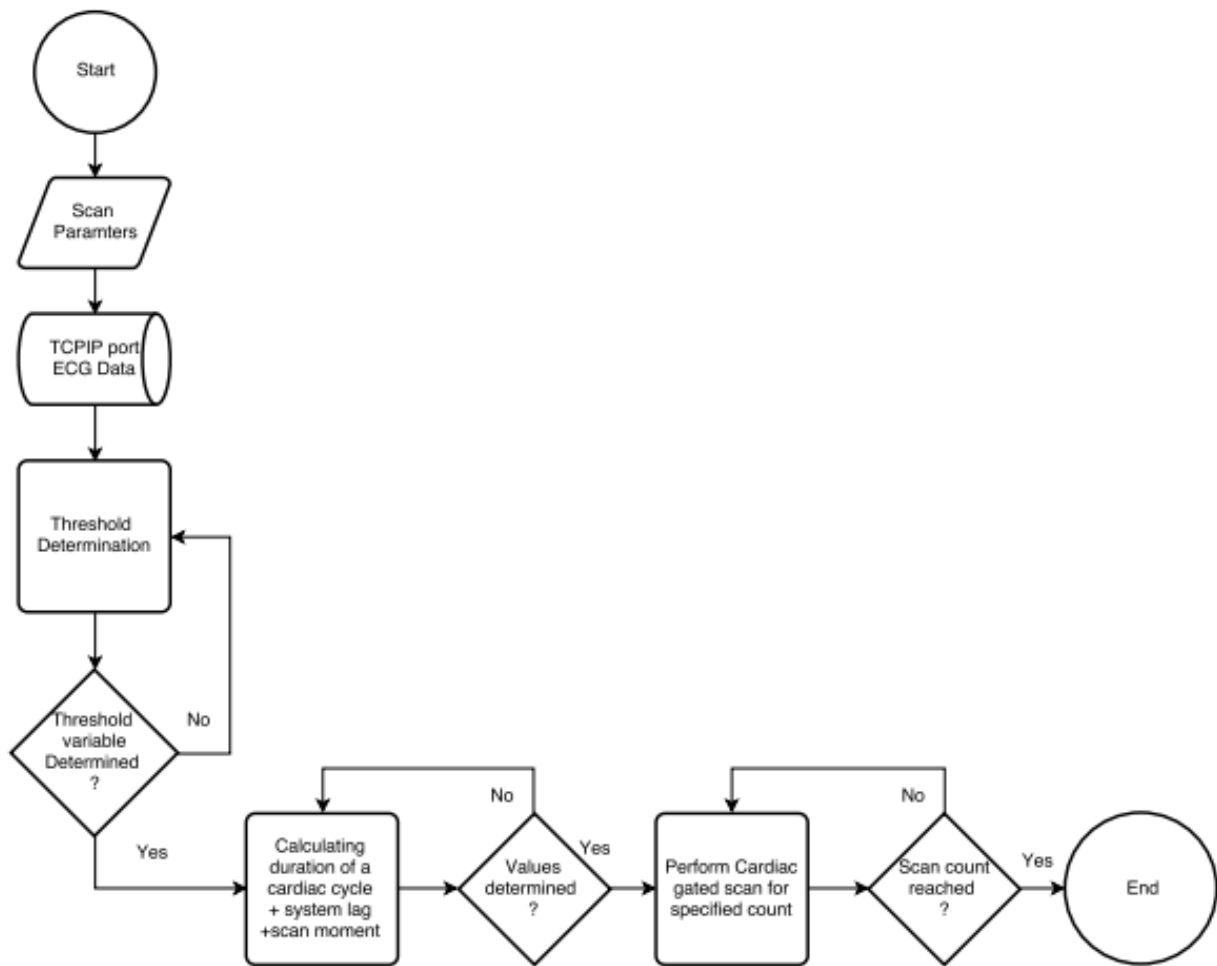 Start
Scan
Paramters
TCPIP port
ECG Data
Threshold
Determination
Threshold
variable
Determined
?
No
Yes
Calculating
duration of a
cardiac cycle
+ system lag
+scan moment
No
Values
determined
?
Yes
Perform Cardiac
gated scan for
specified count
No
Scan count
reached
?
Yes
End